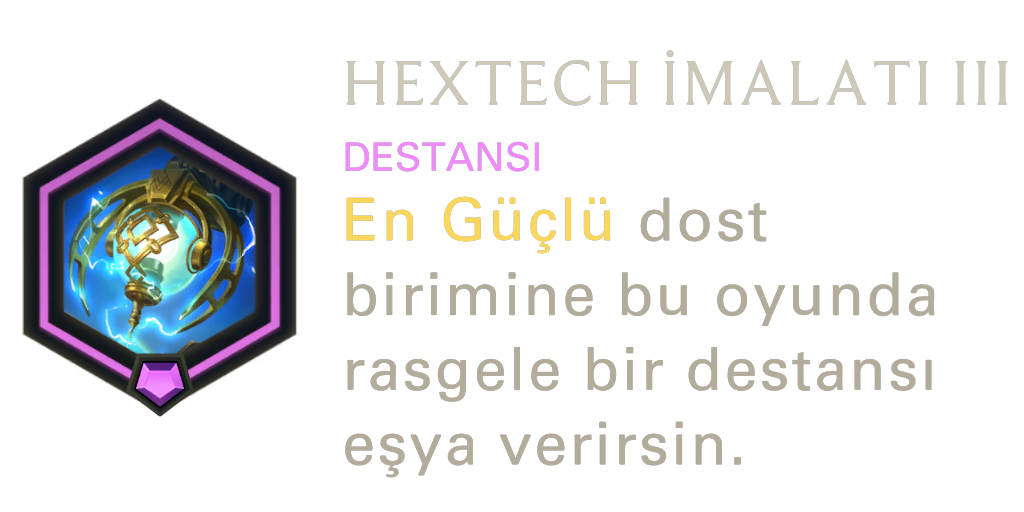 HEXTECH İMALATI III
DESTANSI
En Güçlü dost
birimine bu oyunda
rasgele bir destansı
eşya verirsin.